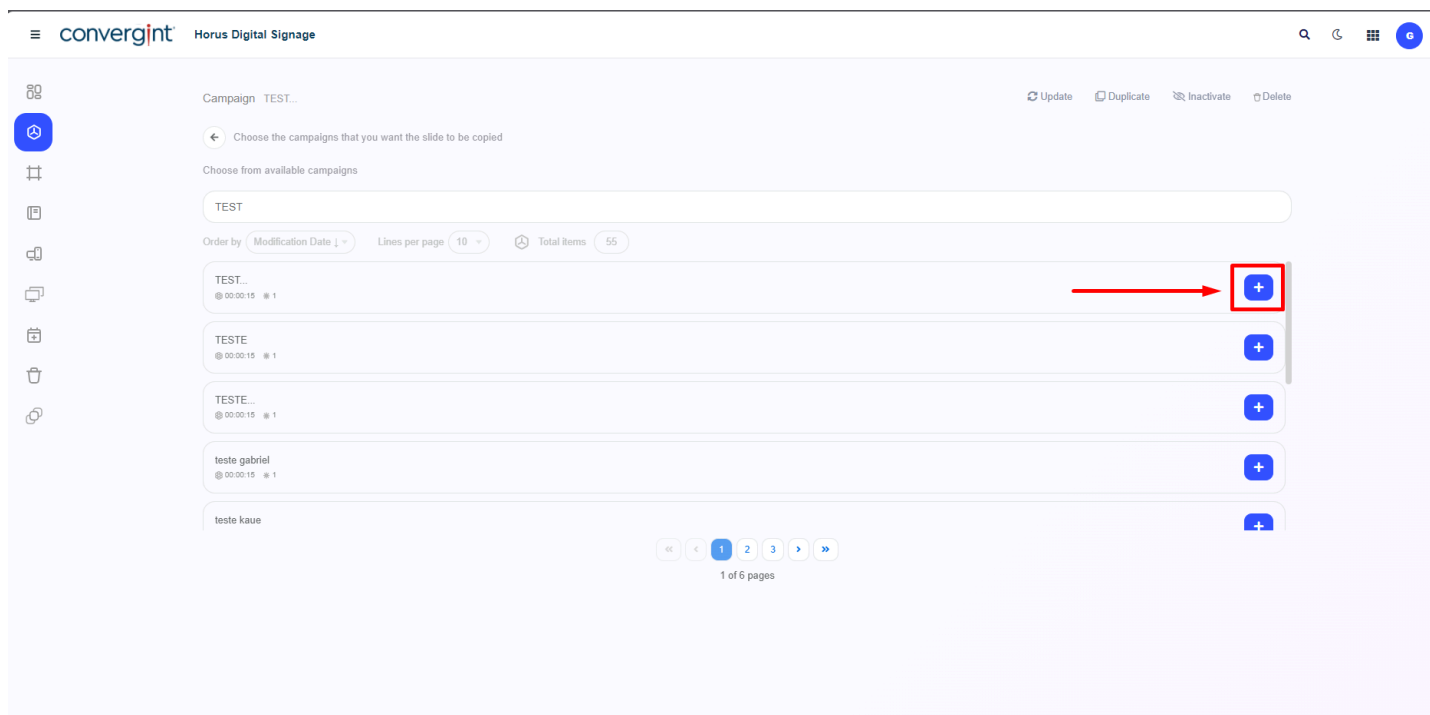 convergint Horus Digital Signage
G
Campaign TEST...
Update Duplicate Inactivate Delete
Choose the campaigns that you want the slide to be copied
Choose from available campaigns
TEST
Order by Modification Date ↓ Lines per page 10 Total items 55
TEST...
00:00:15 1
TESTE
00:00:15 1
TESTE...
00:00:15 1
teste gabriel
00:00:15 1
teste kaue
« ‹ 1 2 3 › »
1 of 6 pages